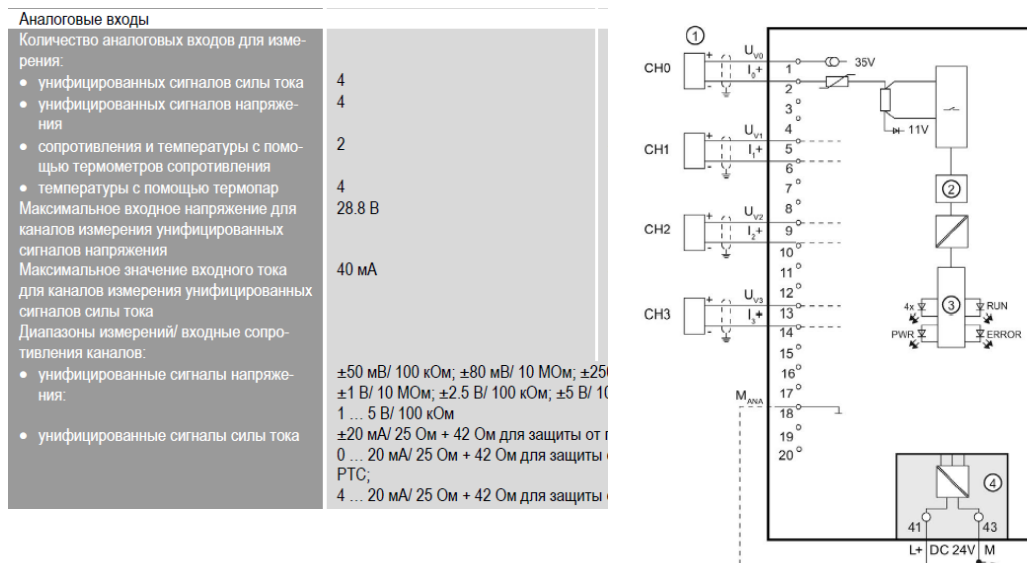 Аналоговые входы
Количество аналоговых входов для изме-
рения:
• унифицированных сигналов силы тока 4
• унифицированных сигналов напряже- 4
ния
• сопротивления и температуры с помо- 2
щью термометров сопротивления
• температуры с помощью термопар 4
Максимальное входное напряжение для 28.8 В
каналов измерения унифицированных
сигналов напряжения
Максимальное значение входного тока 40 мА
для каналов измерения унифицированных
сигналов силы тока
Диапазоны измерений/ входные сопро-
тивления каналов:
• унифицированные сигналы напряже- ±50 мВ/ 100 кОм; ±80 мВ/ 10 МОм; ±25
ния: ±1 В/ 10 МОм; ±2.5 В/ 100 кОм; ±5 В/ 10
1 … 5 В/ 100 кОм
• унифицированные сигналы силы тока ±20 мА/ 25 Ом + 42 Ом для защиты от
0 … 20 мА/ 25 Ом + 42 Ом для защиты
PTC;
4 … 20 мА/ 25 Ом + 42 Ом для защиты
1
CH0 + UV0 1 35V
- I0+ 2
3
4 11V
CH1 + UV1
- I1+ 5
6
7
2
8
CH2 + UV2
- I2+ 9
10
11
12
CH3 + UV3
- I3+ 13
14
4x 3 RUN
PWR ERROR
15
16
17
MANA 18
19
20
4
41 43
L+ DC 24V M